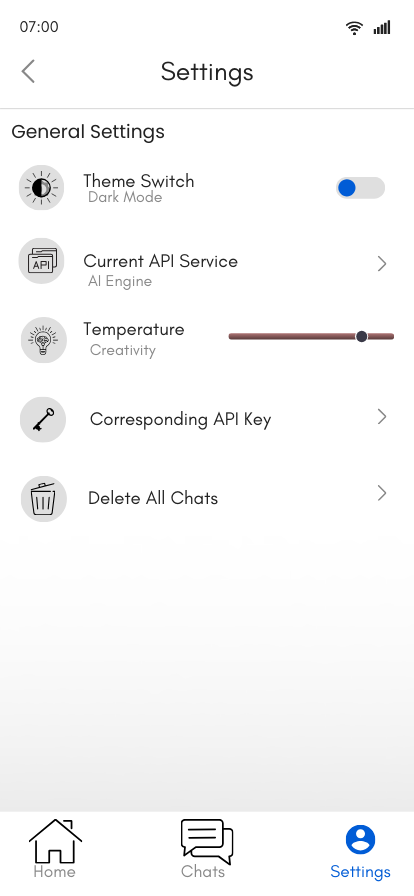 07:00
Settings
General Settings
Theme Switch
Dark Mode
Current API Service
API
AI Engine
Temperature
Creativity
Corresponding API Key
Delete All Chats
Home
Chats
Settings